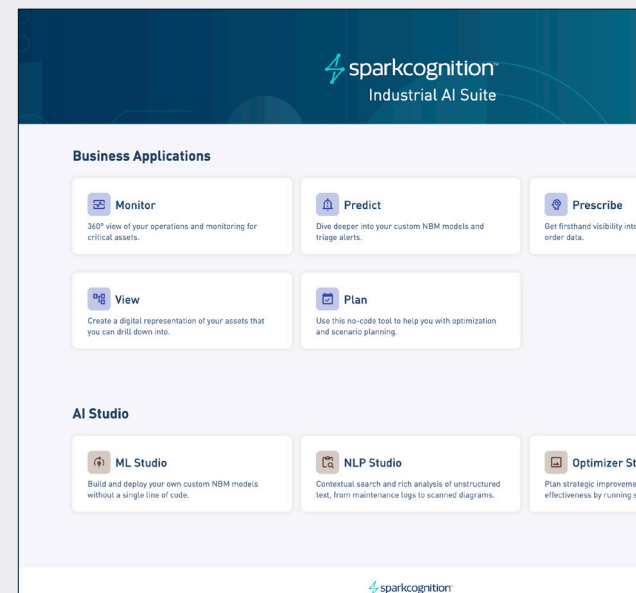 sparkcognition™
Industrial AI Suite
Business Applications
Monitor
360° view of your operations and monitoring for
critical assets.
Predict
Dive deeper into your custom NBM models and
triage alerts.
Prescribe
Get firsthand visibility into
order data.
View
Create a digital representation of your assets that
you can drill down into.
Plan
Use this no-code tool to help you with optimization
and scenario planning.
AI Studio
ML Studio
Build and deploy your own custom NBM models
without a single line of code.
NLP Studio
Contextual search and rich analysis of unstructured
text, from maintenance logs to scanned diagrams.
Optimizer St
Plan strategic improveme
effectiveness by running s
sparkcognition